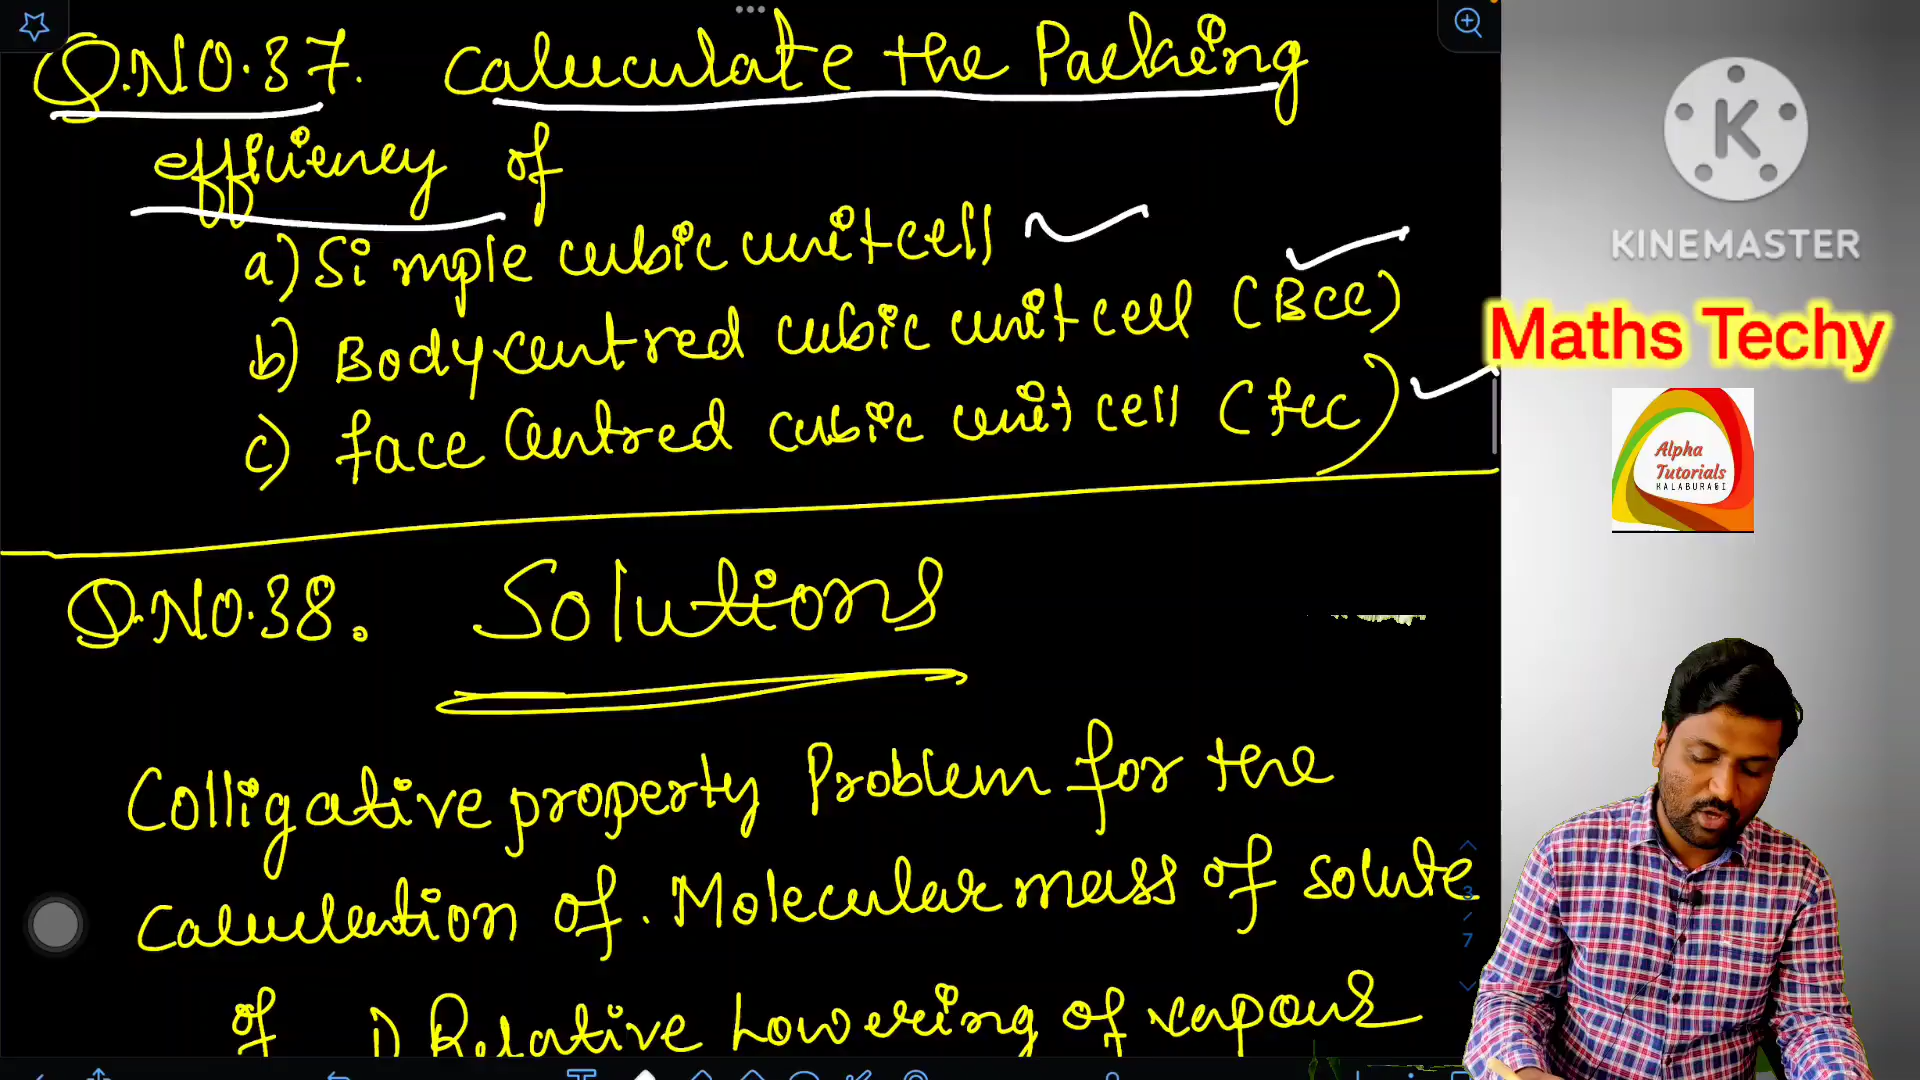 Q.NO.37. Calculate the Packing
efficiency of
a) Simple cubic unit cell
b) Body centred cubic unit cell (BCC)
c) face Centred cubic unit cell (fcc)
Q.NO.38. Solutions
Colligative property Problem for the
calculation of . Molecular mass of solute
of i) Relative Lowering of vapour
K
KINEMASTER
Maths Techy
Alpha
Tutorials
KALABURAGI
3
7